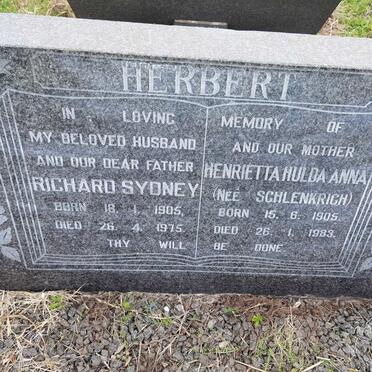 HERBERT
IN LOVING
MY BELOVED HUSBAND
AND OUR DEAR FATHER
RICHARD SYDNEY
BORN 18. 1. 1905.
DIED 26. 4. 1975.
THY WILL
MEMORY OF
AND OUR MOTHER
HENRIETTA HULDA ANNA
(NEE SCHLENKRICH)
BORN 15. 6. 1905.
DIED 26. 1. 1983.
BE DONE